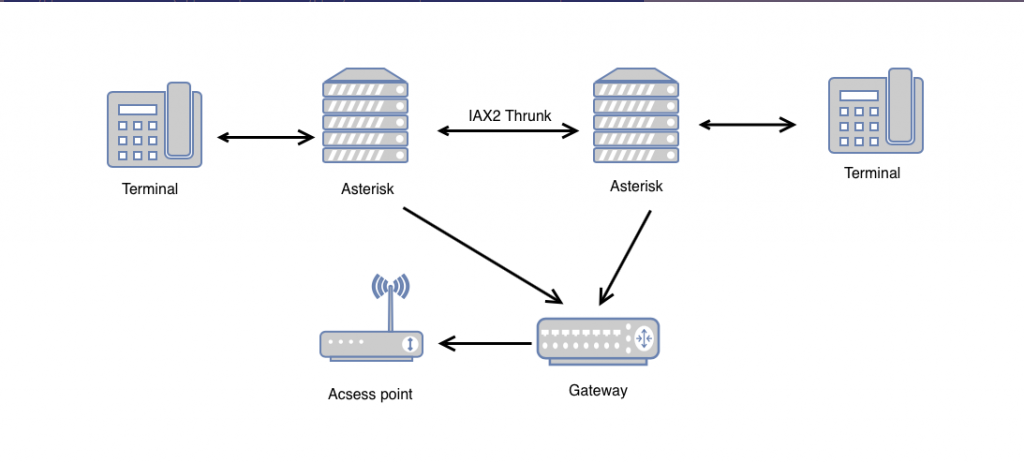 IAX2 Thrunk
Terminal
Asterisk
Asterisk
Terminal
Acsess point
Gateway